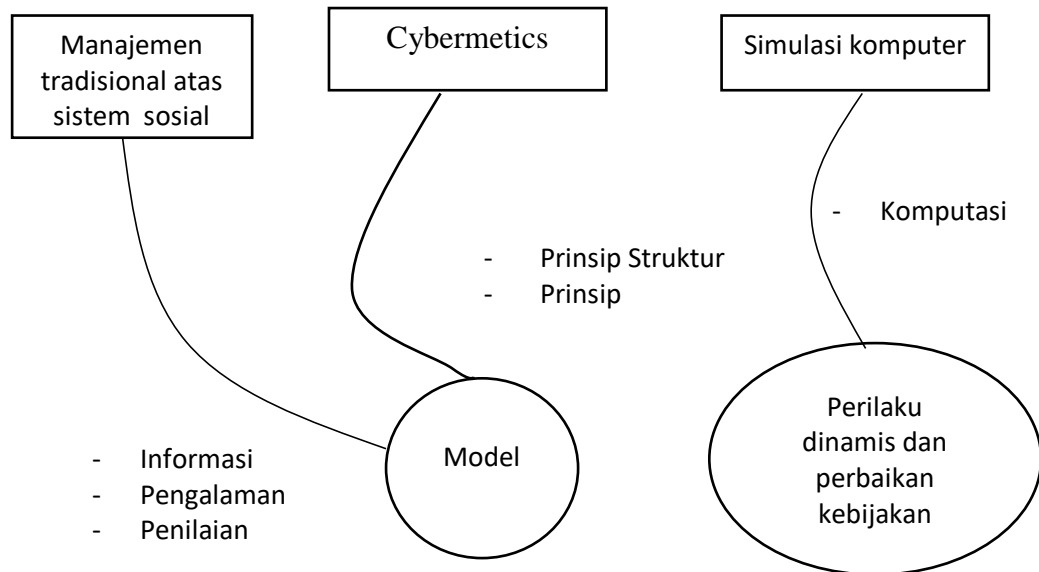 Manajemen
tradisional atas
sistem sosial
Cybermetics
Simulasi komputer
- Komputasi
- Prinsip Struktur
- Prinsip
- Informasi
- Pengalaman
- Penilaian
Model
Perilaku
dinamis dan
perbaikan
kebijakan